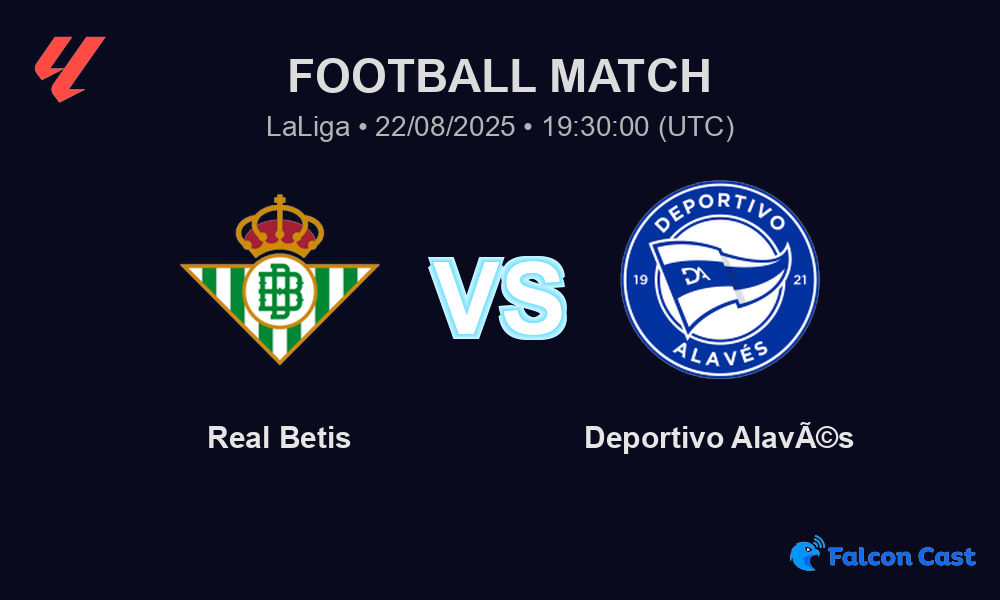 FOOTBALL MATCH
LaLiga • 22/08/2025 • 19:30:00 (UTC)
DEPORTIVO
BB
VS
DA
19 21
ALAVÉS
Real Betis
Deportivo AlavÃ©s
Falcon Cast